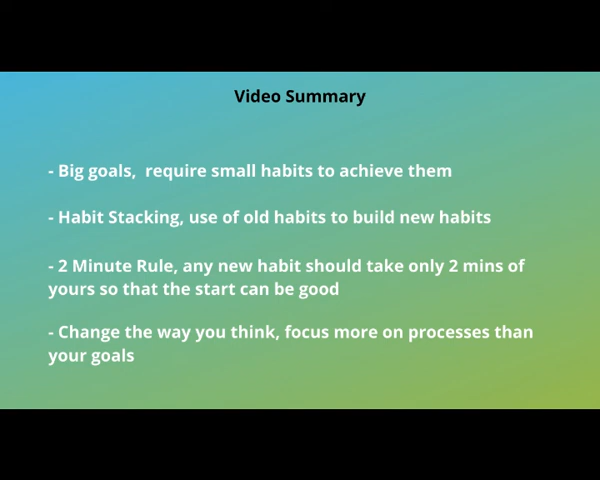 Video Summary
- Big goals,  require small habits to achieve them
- Habit Stacking, use of old habits to build new habits
- 2 Minute Rule, any new habit should take only 2 mins of
yours so that the start can be good
- Change the way you think, focus more on processes than
your goals